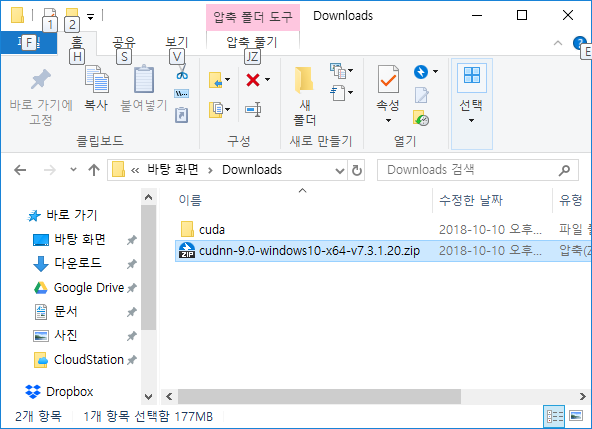 압축 폴더 도구 Downloads
1 2
파일 홈 공유 보기 압축 풀기
F H S V JZ E
바로 가기에
고정
복사
붙여넣기
새
폴더
속성
선택
클립보드 구성 새로 만들기 열기
« 바탕 화면 > Downloads
Downloads 검색
이름 수정한 날짜 유형
바로 가기
바탕 화면
다운로드
Google Drive
문서
사진
CloudStation
Dropbox
cuda 2018-10-10 오후... 파일 폴
ZIP cudnn-9.0-windows10-x64-v7.3.1.20.zip 2018-10-10 오후... 압축(Z
2개 항목 1개 항목 선택함 177MB